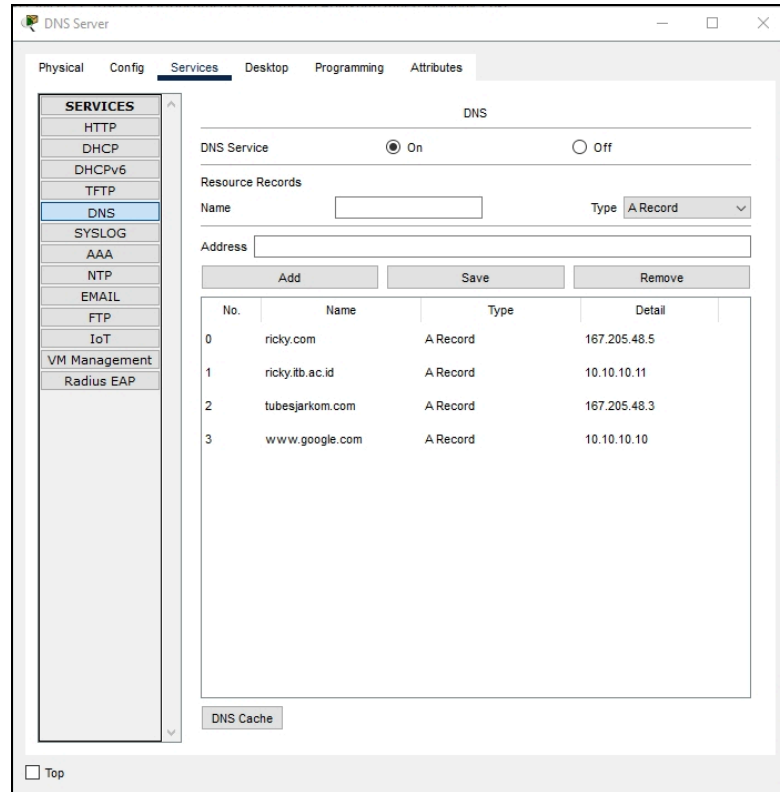 DNS Server
Physical Config Services Desktop Programming Attributes
SERVICES
HTTP
DHCP
DHCPv6
TFTP
DNS
SYSLOG
AAA
NTP
EMAIL
FTP
IoT
VM Management
Radius EAP
DNS
DNS Service On Off
Resource Records
Name Type A Record
Address
Add Save Remove
No. Name Type Detail
0 ricky.com A Record 167.205.48.5
1 ricky.itb.ac.id A Record 10.10.10.11
2 tubesjarkom.com A Record 167.205.48.3
3 www.google.com A Record 10.10.10.10
DNS Cache
Top